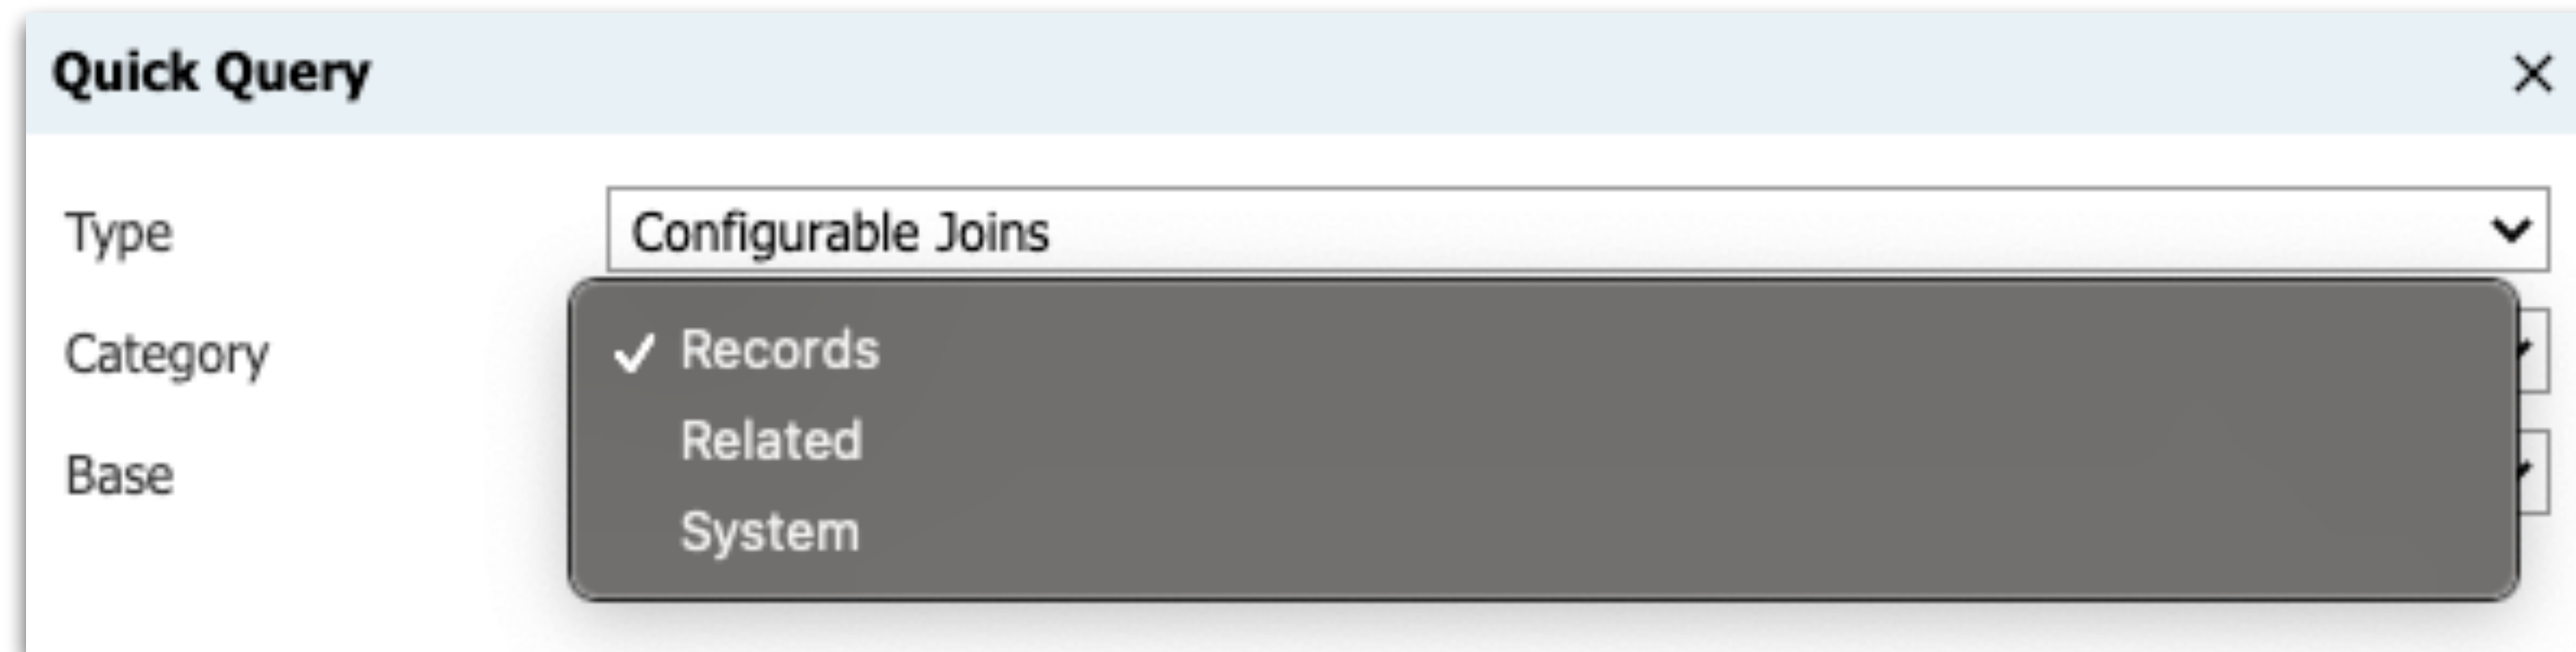 Quick Query
Type
Configurable Joins
Category
Records
Related
Base
System